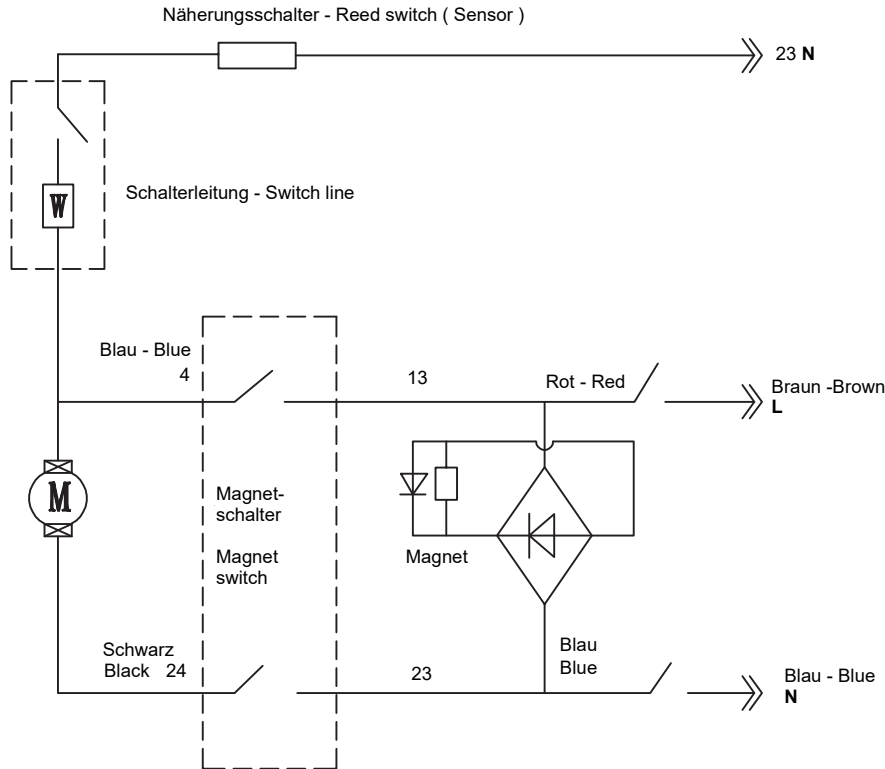 Näherungsschalter - Reed switch ( Sensor )
23 N
W
Schalterleitung - Switch line
Blau - Blue
4
13
Rot - Red
Braun -Brown
L
M
Magnet-
schalter
Magnet
switch
Magnet
Schwarz
Black 24
23
Blau
Blue
Blau - Blue
N